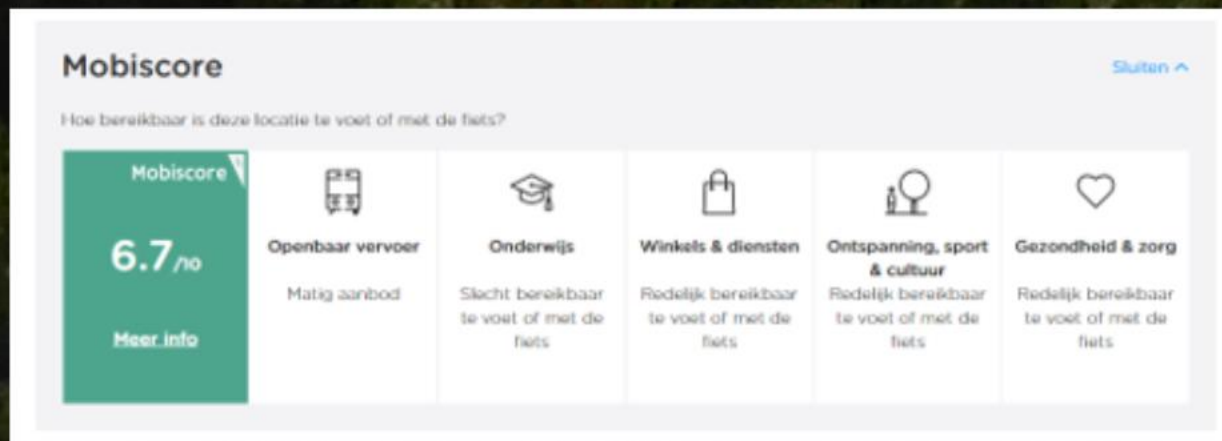 Mobiscore
Sluiten
Hoe bereikbaar is deze locatie te voet of met de fiets?
Mobiscore
6.7/10
Meer info
Openbaar vervoer
Matig aanbod
Onderwijs
Slecht bereikbaar
te voet of met de
fiets
Winkels & diensten
Redelijk bereikbaar
te voet of met de
fiets
Ontspanning, sport
& cultuur
Redelijk bereikbaar
te voet of met de
fiets
Gezondheid & zorg
Redelijk bereikbaar
te voet of met de
fiets